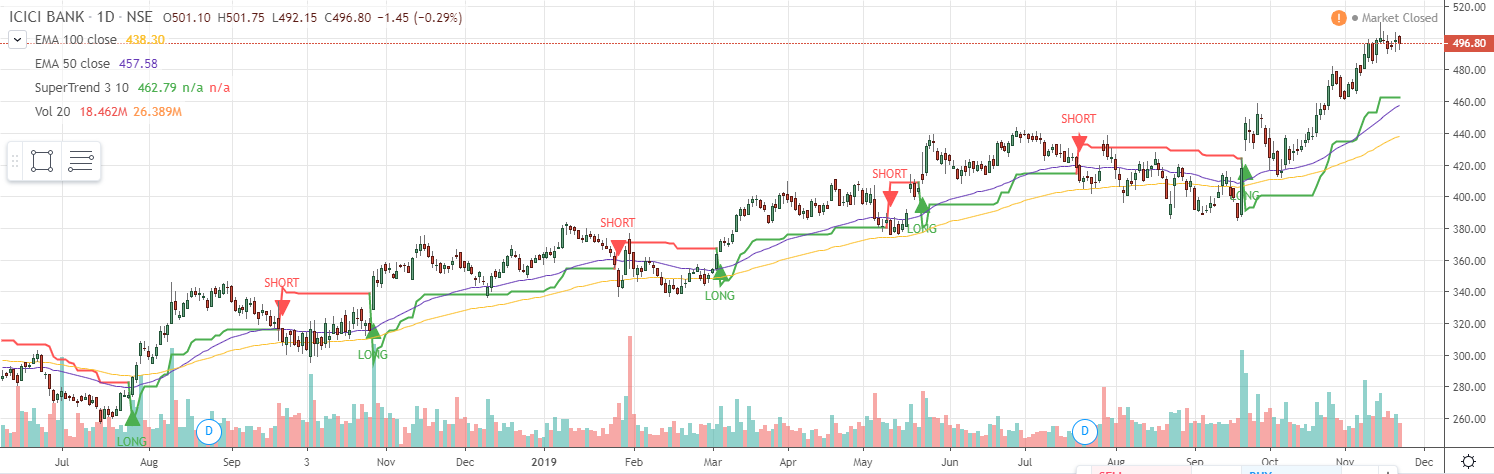 ICICI BANK · 1D · NSE O501.10 H501.75 L492.15 C496.80 −1.45 (−0.29%)
! Market Closed
EMA 100 close 438.30
EMA 50 close 457.58
SuperTrend 3 10 462.79 n/a n/a
Vol 20 18.462M 26.389M
520.00
496.80
480.00
460.00
440.00
420.00
400.00
380.00
360.00
340.00
320.00
300.00
280.00
260.00
SHORT
SHORT
SHORT
SHORT
LONG
LONG
LONG
LONG
LONG
D
D
Jul Aug Sep 3 Nov Dec 2019 Feb Mar Apr May Jun Jul Aug Sep Oct Nov Dec
SELL BUY